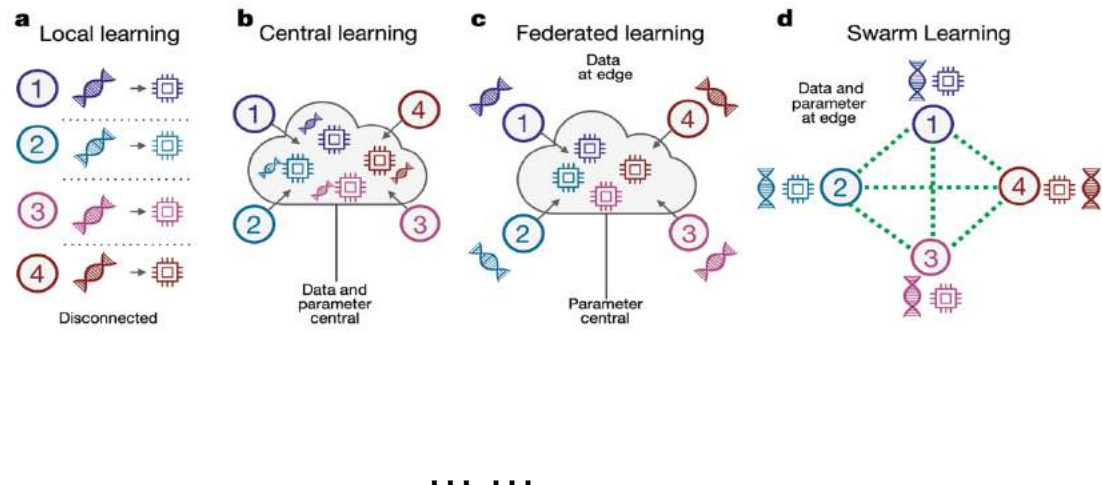 a Local learning
1
2
3
4
Disconnected
b Central learning
1
4
2
3
Data and
parameter
central
c Federated learning
Data
at edge
1
4
2
3
Parameter
central
d Swarm Learning
Data and
parameter
at edge
1
2
4
3